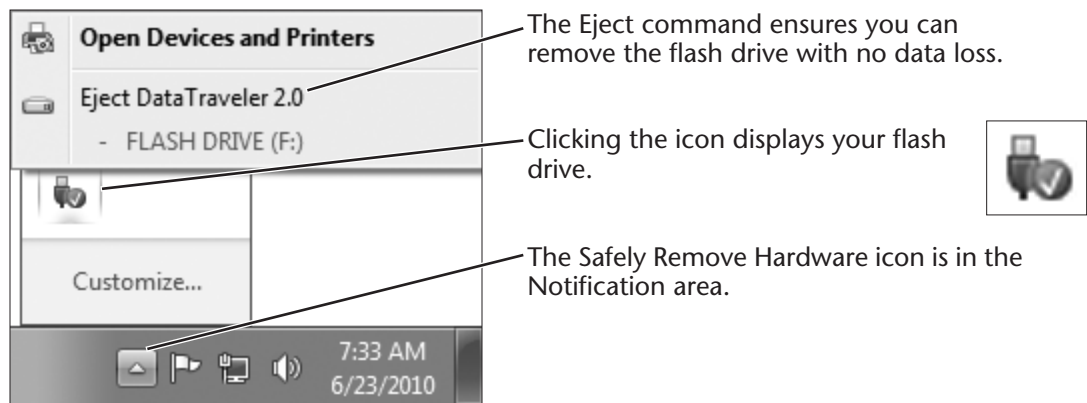 Open Devices and Printers
Eject DataTraveler 2.0
- FLASH DRIVE (F:)
Customize...
7:33 AM
6/23/2010
The Eject command ensures you can
remove the flash drive with no data loss.
Clicking the icon displays your flash
drive.
The Safely Remove Hardware icon is in the
Notification area.